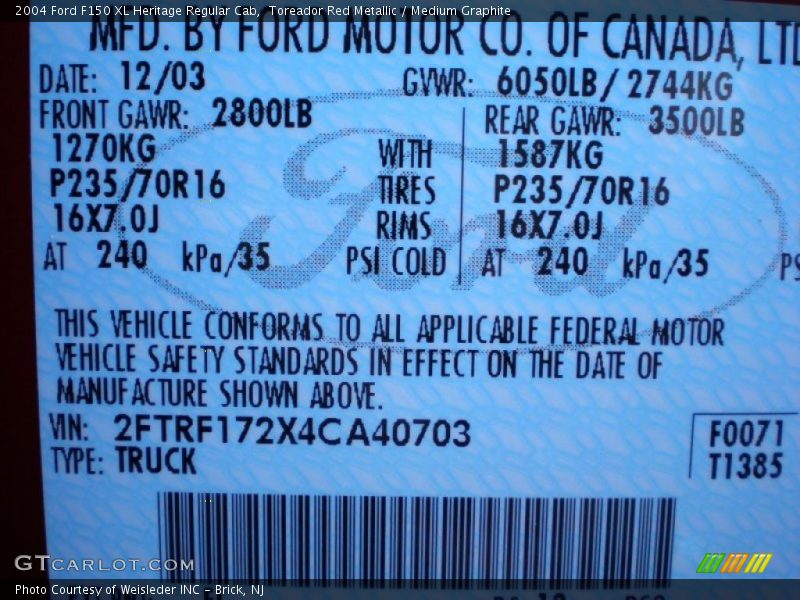 2004 Ford F150 XL Heritage Regular Cab, Toreador Red Metallic / Medium Graphite
MFD. BY FORD MOTOR CO. OF CANADA, LTD
DATE: 12/03 GVWR: 6050LB/ 2744KG
FRONT GAWR: 2800LB REAR GAWR: 3500LB
1270KG WITH 1587KG
P235/70R16 TIRES P235/70R16
16X7.0J RIMS 16X7.0J
AT 240 kPa/35 PSI COLD AT 240 kPa/35 PS
Ford
THIS VEHICLE CONFORMS TO ALL APPLICABLE FEDERAL MOTOR
VEHICLE SAFETY STANDARDS IN EFFECT ON THE DATE OF
MANUFACTURE SHOWN ABOVE.
VIN: 2FTRF172X4CA40703 F0071
TYPE: TRUCK T1385
GTCARLOT.COM
Photo Courtesy of Weisleder INC - Brick, NJ